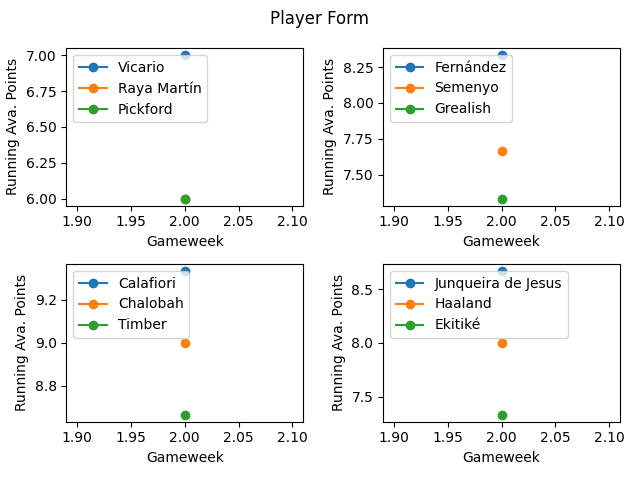 Player Form
7.00
6.75
6.50
6.25
6.00
Running Ava. Points
Vicario
Raya Martín
Pickford
1.90 1.95 2.00 2.05 2.10
Gameweek
8.25
8.00
7.75
7.50
Running Ava. Points
Fernández
Semenyo
Grealish
1.90 1.95 2.00 2.05 2.10
Gameweek
9.2
9.0
8.8
Running Ava. Points
Calafiori
Chalobah
Timber
1.90 1.95 2.00 2.05 2.10
Gameweek
8.5
8.0
7.5
Running Ava. Points
Junqueira de Jesus
Haaland
Ekitiké
1.90 1.95 2.00 2.05 2.10
Gameweek